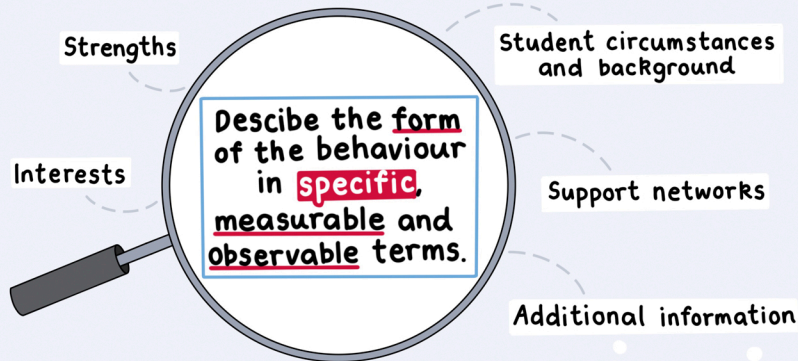 Strengths
Interests
Descibe the form
of the behaviour
in specific,
measurable and
observable terms.
Student circumstances
and background
Support networks
Additional information